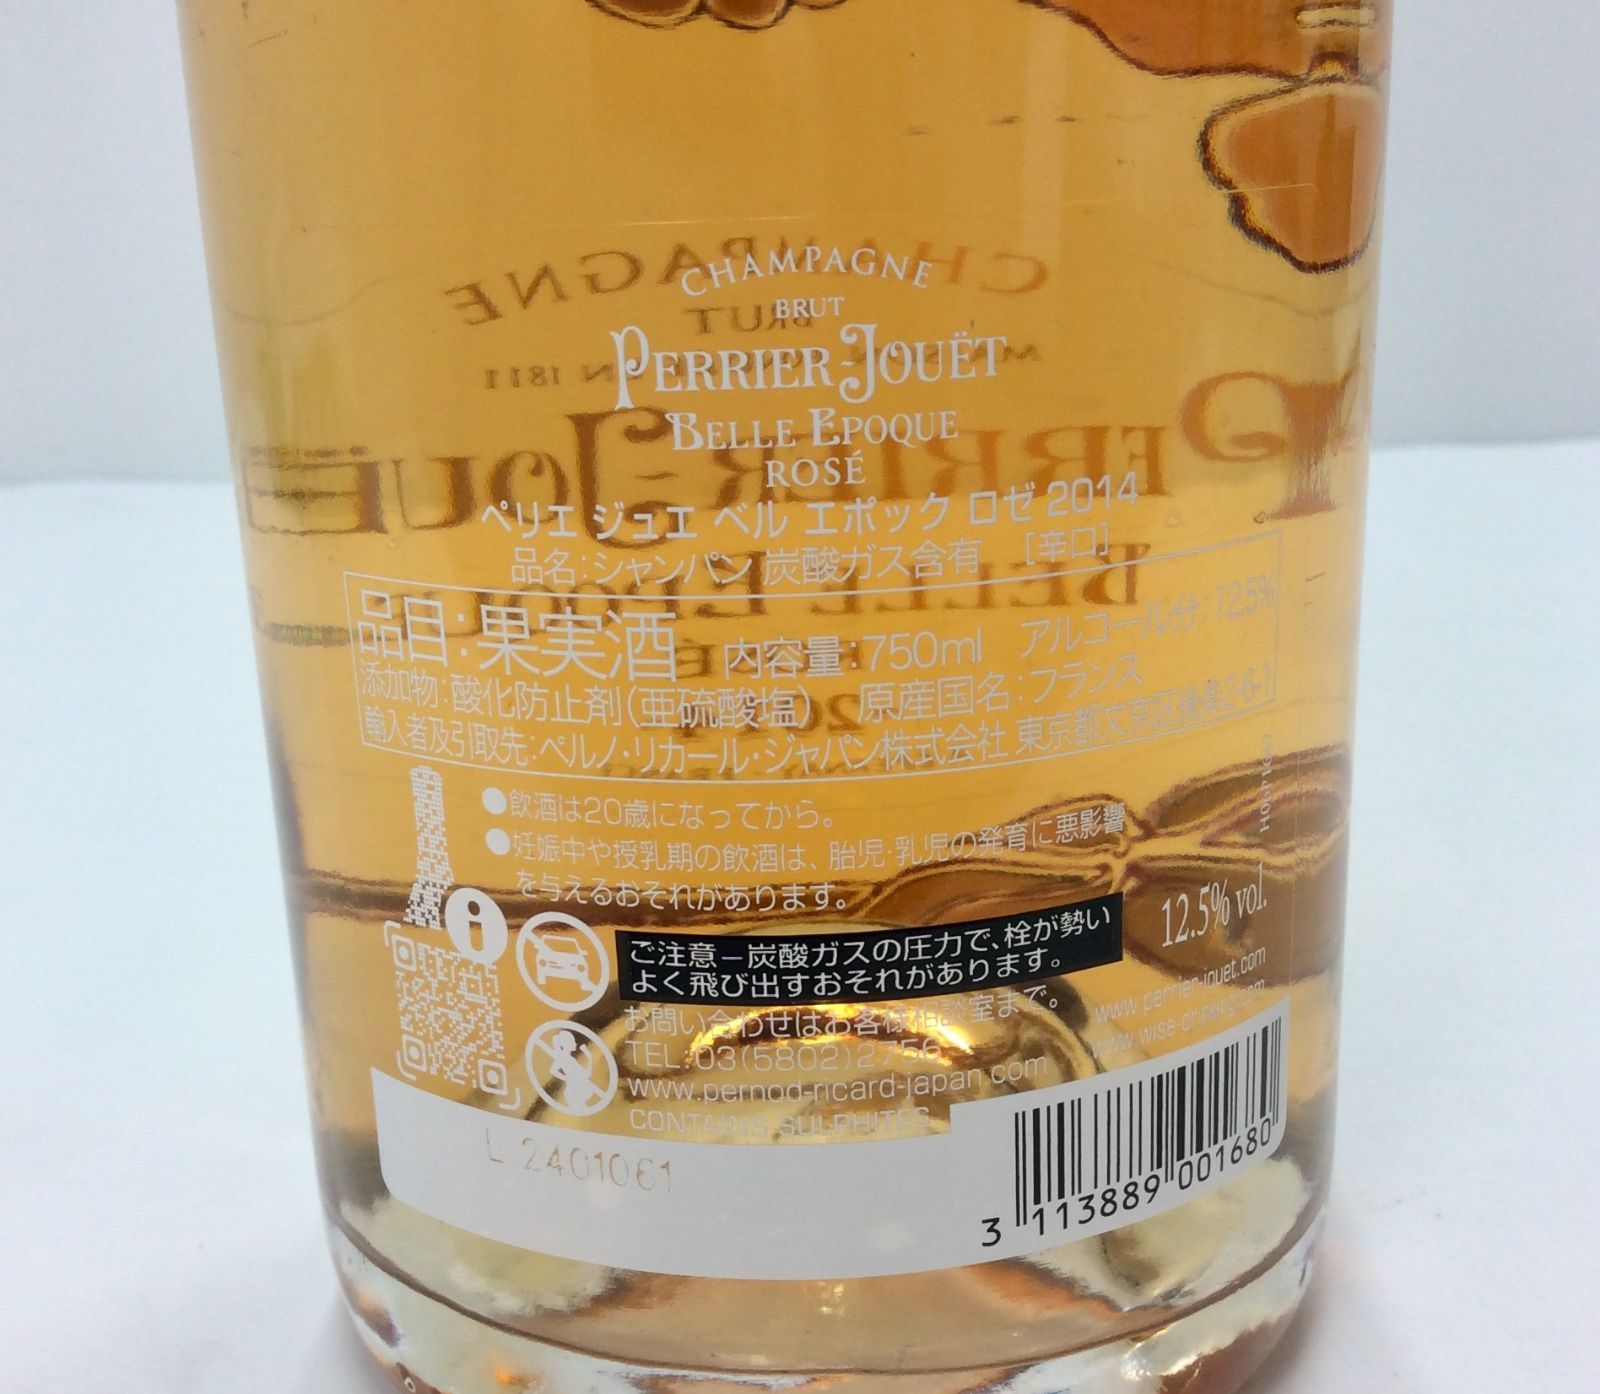 CHAMPAGNE
BRUT
PERRIER-JOUËT
BELLE EPOQUE
ROSÉ
ペリエ ジュエ ベル エポック ロゼ 2014
品名:シャンパン 炭酸ガス含有 [辛口]
品目:果実酒 内容量:750ml アルコール分:12.5%
添加物:酸化防止剤(亜硫酸塩) 原産国名:フランス
輸入者及引取先:ペルノ・リカール・ジャパン株式会社 東京都文京区後楽2-6-1
●飲酒は20歳になってから。
●妊娠中や授乳期の飲酒は、胎児・乳児の発育に悪影響
を与えるおそれがあります。
12.5% vol.
ご注意−炭酸ガスの圧力で、栓が勢い
よく飛び出すおそれがあります。
お問い合わせはお客様相談室まで。
TEL:03(5802)2756
www.pernod-ricard-japan.com
CONTAINS SULPHITES
www.perrier-jouet.com
www.wise-drinking.com
L 2401061
3 113889 001680